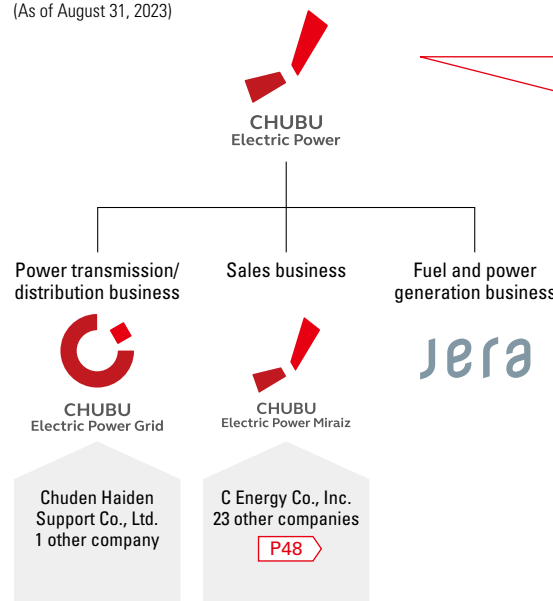 (As of August 31, 2023)
CHUBU
Electric Power
Power transmission/
distribution business
CHUBU
Electric Power Grid
Chuden Haiden
Support Co., Ltd.
1 other company
Sales business
CHUBU
Electric Power Miraiz
C Energy Co., Inc.
23 other companies
P48
Fuel and power
generation business
Jera